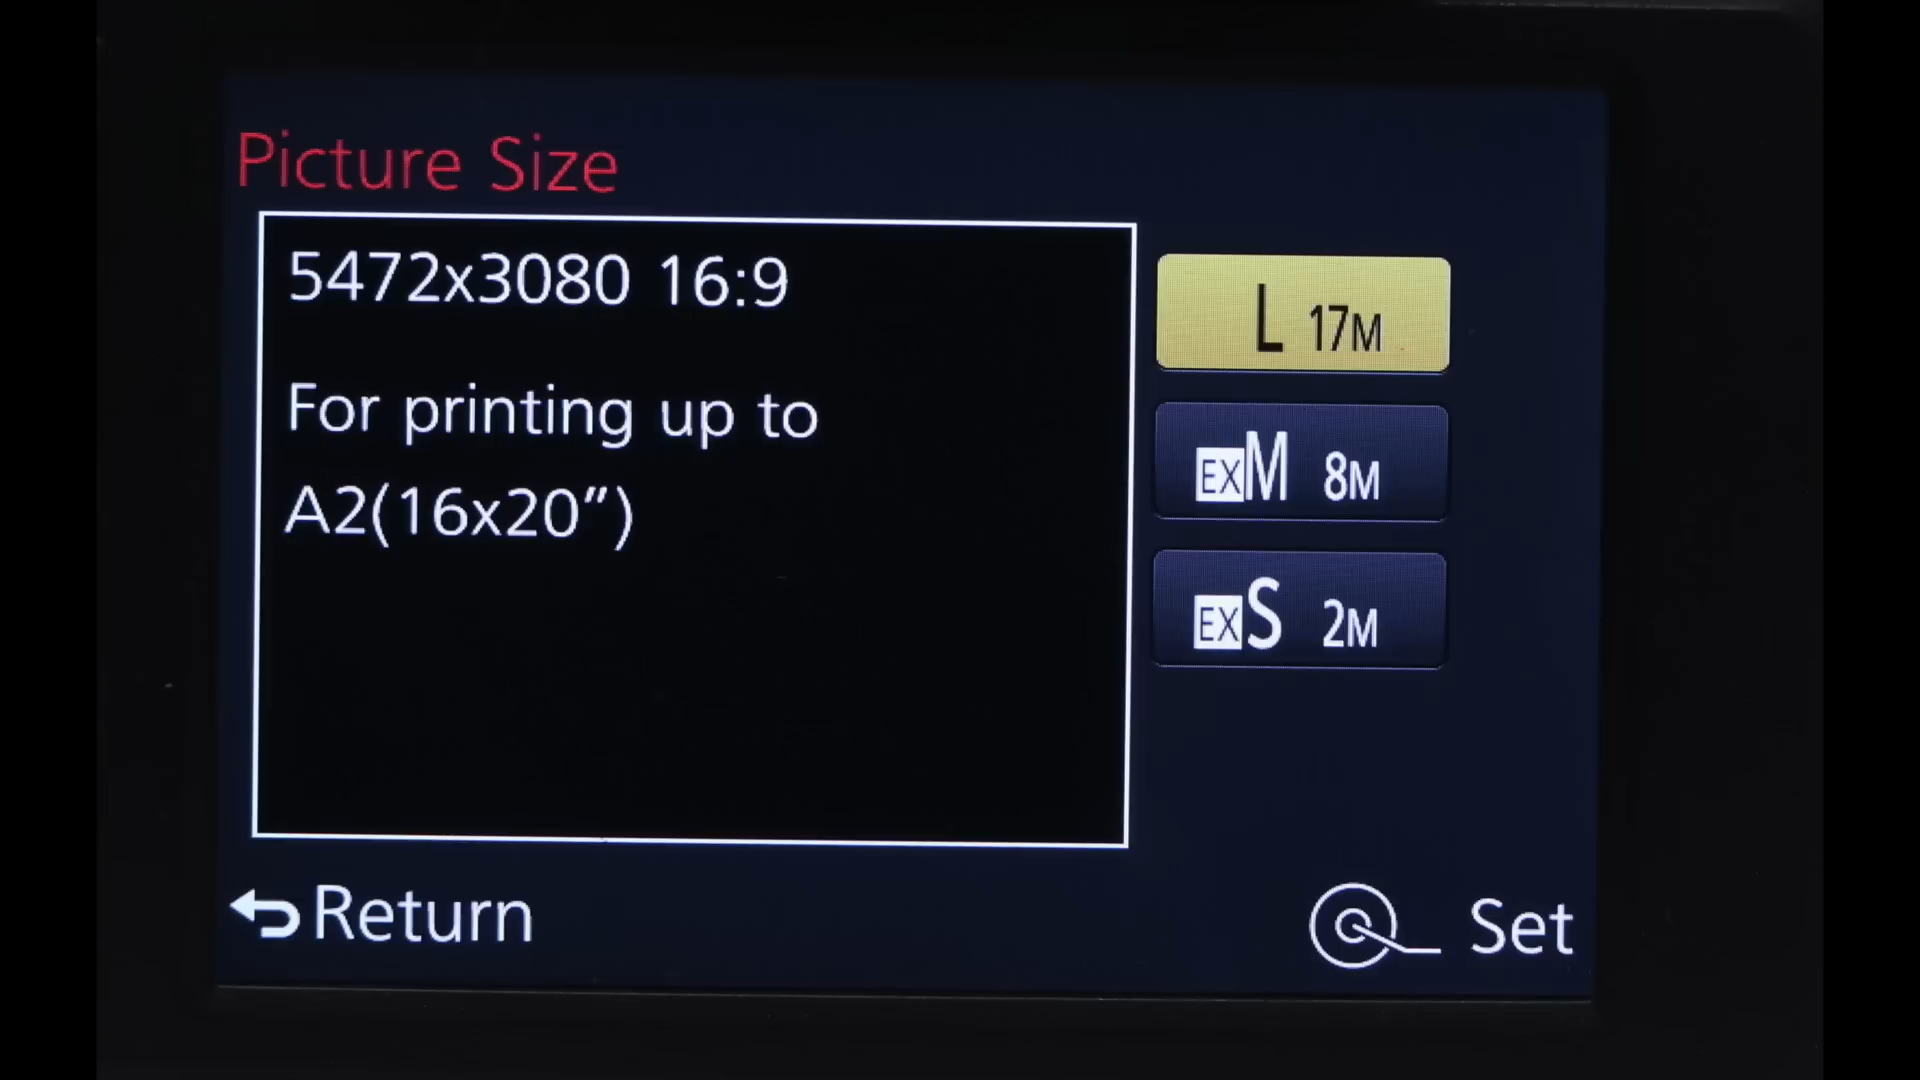 Picture Size
5472x3080 16:9
For printing up to
A2(16x20″)
L 17M
EXM 8M
EXS 2M
Return
Set